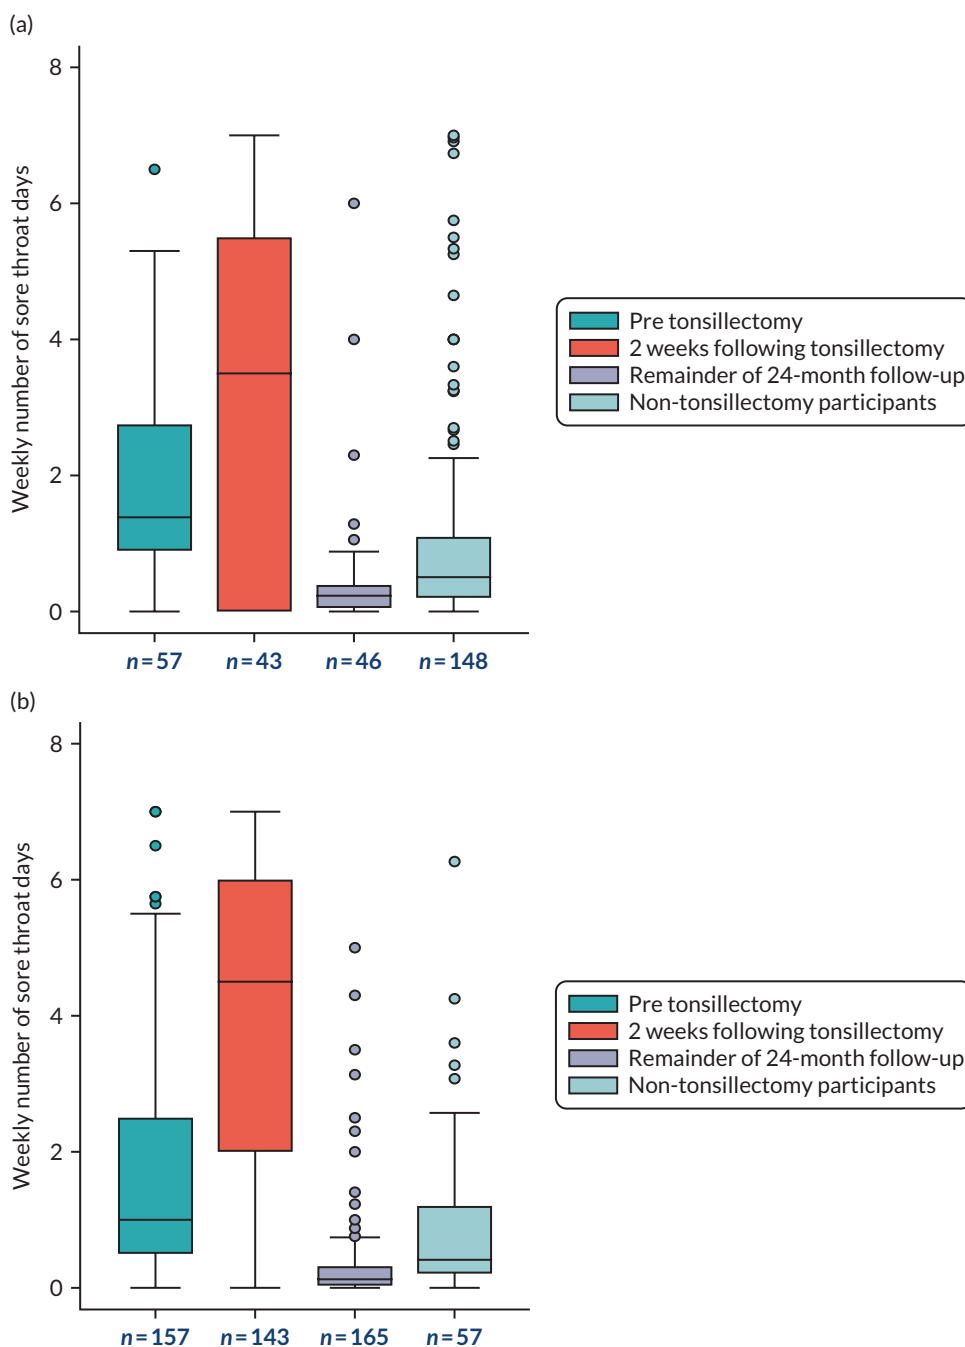 (a)
8
6
4
2
0
Weekly number of sore throat days
n=57 n=43 n=46 n=148
Pre tonsillectomy
2 weeks following tonsillectomy
Remainder of 24-month follow-up
Non-tonsillectomy participants
(b)
8
6
4
2
0
Weekly number of sore throat days
n=157 n=143 n=165 n=57
Pre tonsillectomy
2 weeks following tonsillectomy
Remainder of 24-month follow-up
Non-tonsillectomy participants